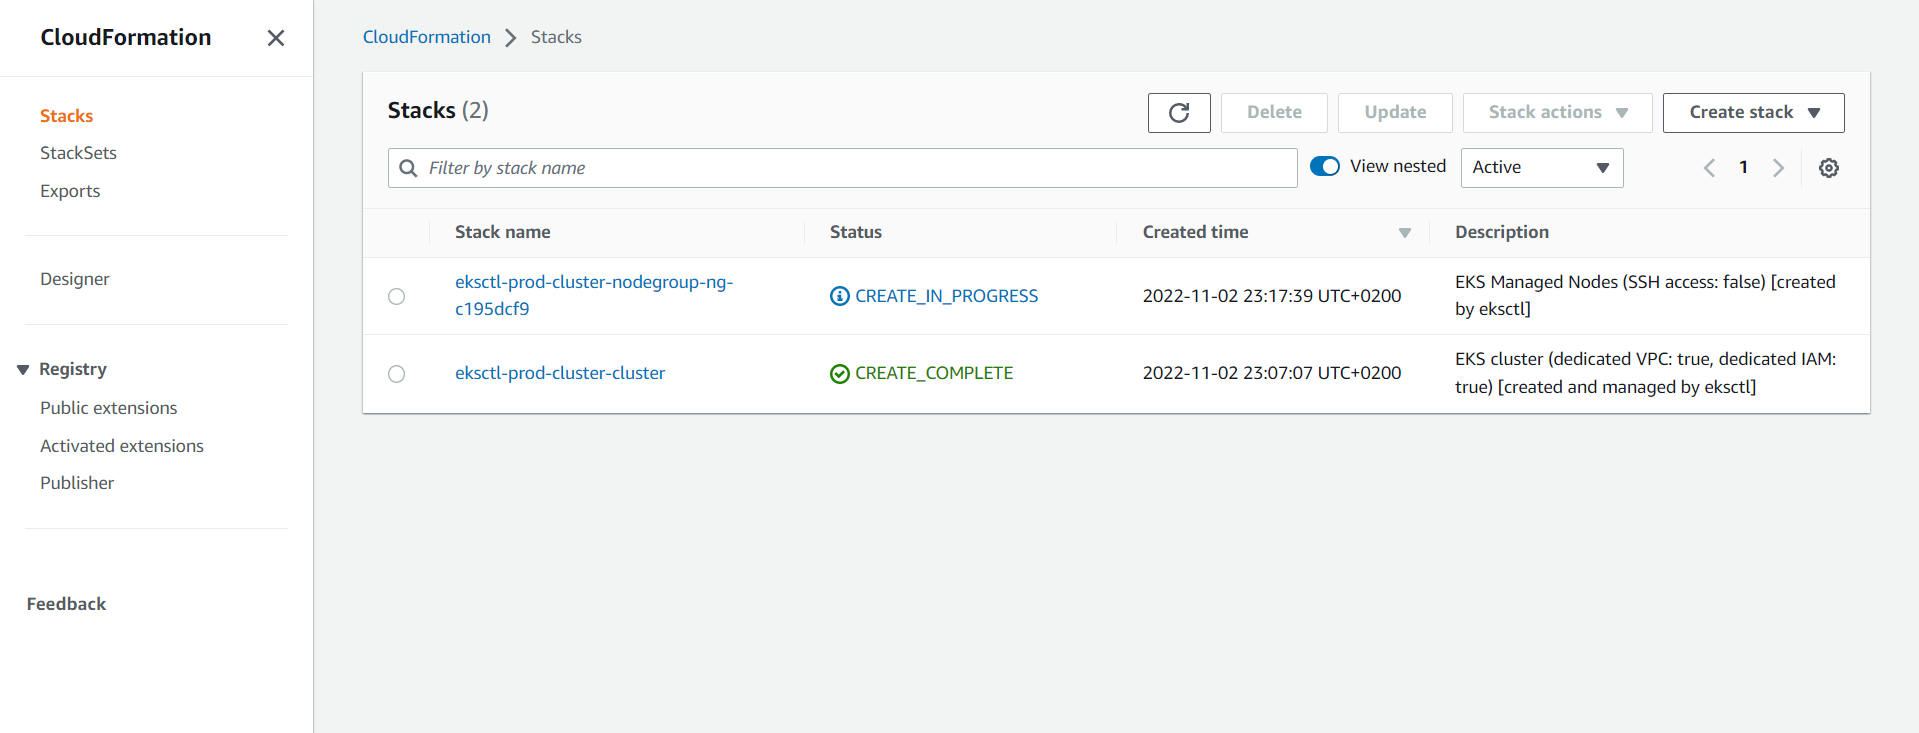 CloudFormation
Stacks
StackSets
Exports
Designer
Registry
Public extensions
Activated extensions
Publisher
Feedback
CloudFormation > Stacks
Stacks (2)
Delete
Update
Stack actions
Create stack
Filter by stack name
View nested
Active
1
Stack name
Status
Created time
Description
eksctl-prod-cluster-nodegroup-ng-
c195dcf9
CREATE_IN_PROGRESS
2022-11-02 23:17:39 UTC+0200
EKS Managed Nodes (SSH access: false) [created
by eksctl]
eksctl-prod-cluster-cluster
CREATE_COMPLETE
2022-11-02 23:07:07 UTC+0200
EKS cluster (dedicated VPC: true, dedicated IAM:
true) [created and managed by eksctl]